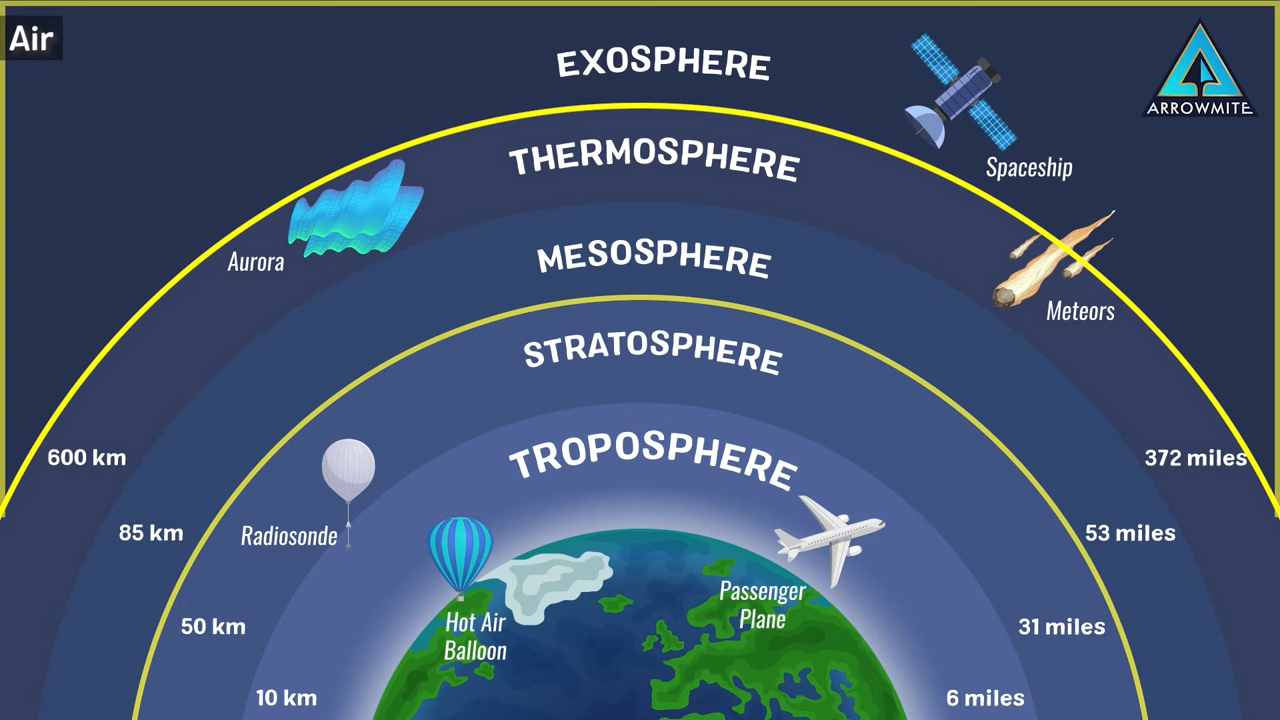 Air
EXOSPHERE
ARROWMITE
THERMOSPHERE
Spaceship
Aurora
MESOSPHERE
Meteors
STRATOSPHERE
TROPOSPHERE
600 km
372 miles
85 km
Radiosonde
53 miles
Passenger
Plane
Hot Air
Balloon
50 km
31 miles
10 km
6 miles